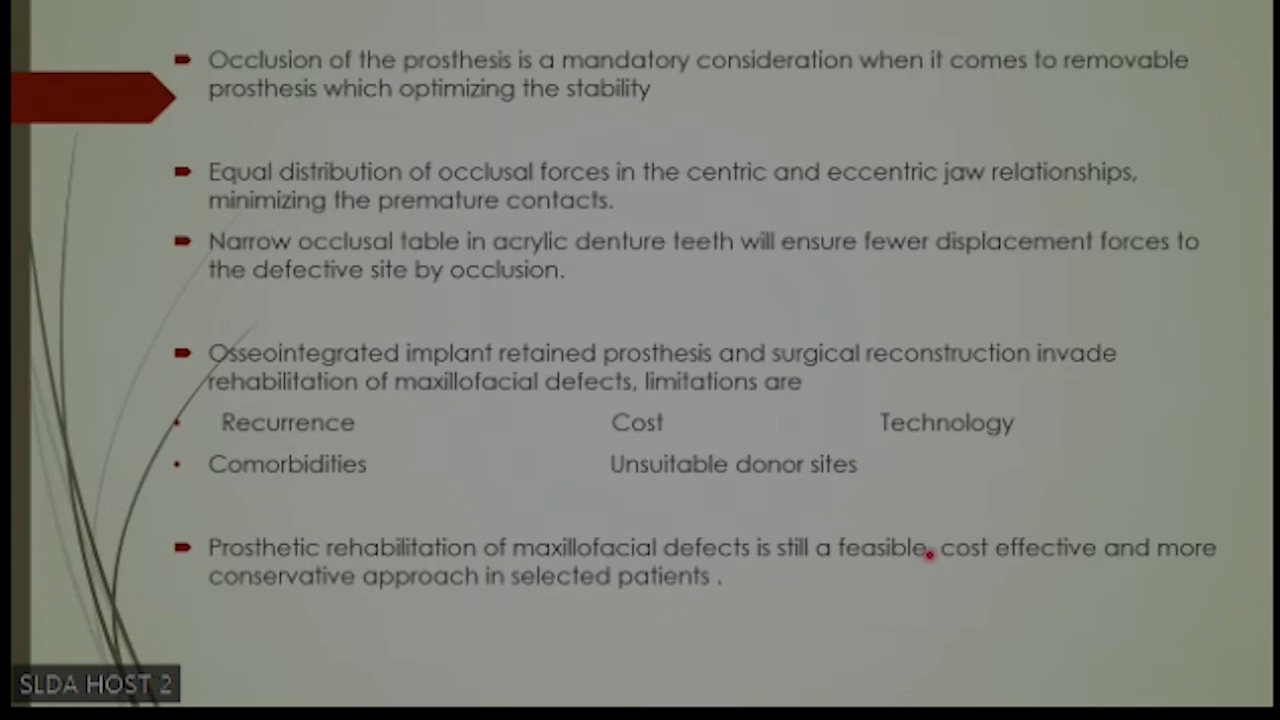 Occlusion of the prosthesis is a mandatory consideration when it comes to removable
prosthesis which optimizing the stability
Equal distribution of occlusal forces in the centric and eccentric jaw relationships,
minimizing the premature contacts.
Narrow occlusal table in acrylic denture teeth will ensure fewer displacement forces to
the defective site by occlusion.
Osseointegrated implant retained prosthesis and surgical reconstruction invade
rehabilitation of maxillofacial defects, limitations are
Recurrence Cost Technology
Comorbidities Unsuitable donor sites
Prosthetic rehabilitation of maxillofacial defects is still a feasible, cost effective and more
conservative approach in selected patients .
SLDA HOST 2